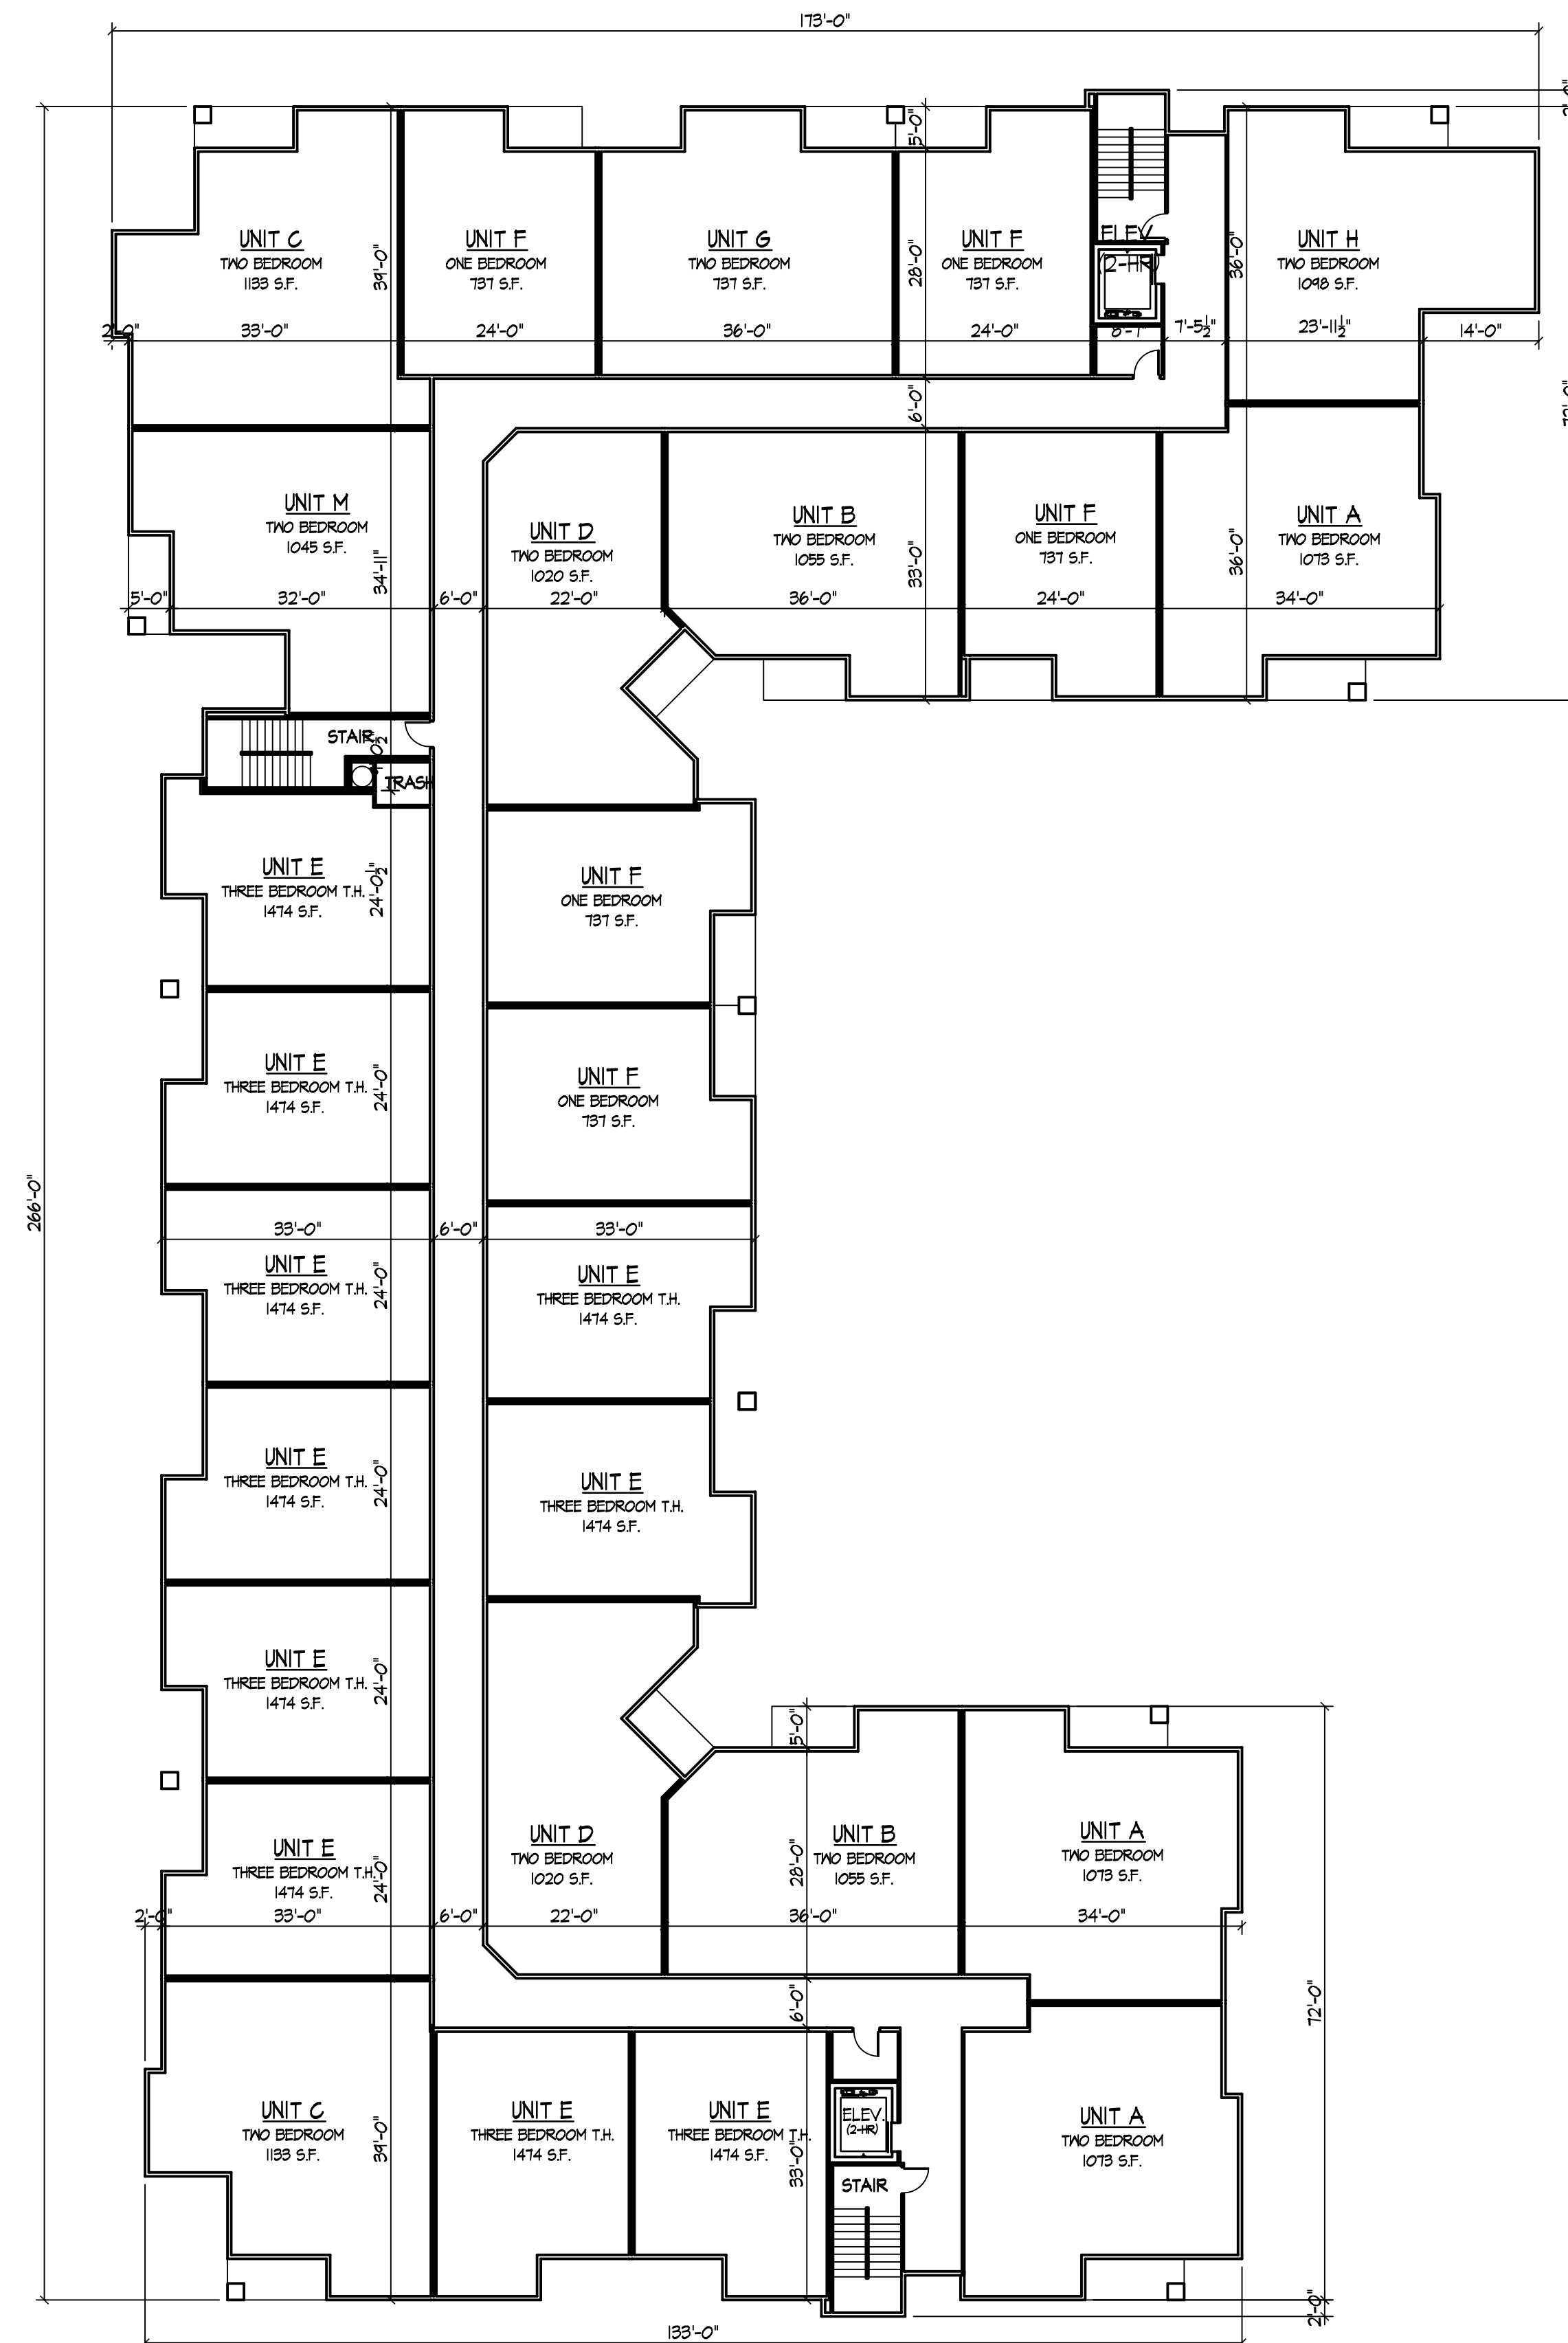 173'-0"
5'-0"
UNIT C
TWO BEDROOM
1133 S.F.
39'-0"
UNIT F
ONE BEDROOM
737 S.F.
UNIT G
TWO BEDROOM
737 S.F.
28'-0"
UNIT F
ONE BEDROOM
737 S.F.
ELEV.
(2-HR)
36'-0"
UNIT H
TWO BEDROOM
1098 S.F.
2'-0"
33'-0"
24'-0"
36'-0"
24'-0"
8'-7"
7'-5½"
23'-11½"
14'-0"
6'-0"
UNIT M
TWO BEDROOM
1045 S.F.
34'-11"
UNIT D
TWO BEDROOM
1020 S.F.
UNIT B
TWO BEDROOM
1055 S.F.
33'-0"
UNIT F
ONE BEDROOM
737 S.F.
36'-0"
UNIT A
TWO BEDROOM
1073 S.F.
5'-0"
32'-0"
6'-0"
22'-0"
36'-0"
24'-0"
34'-0"
STAIR
TRASH
UNIT E
THREE BEDROOM T.H.
1474 S.F.
24'-0½"
UNIT F
ONE BEDROOM
737 S.F.
UNIT E
THREE BEDROOM T.H.
1474 S.F.
24'-0"
UNIT F
ONE BEDROOM
737 S.F.
266'-0"
33'-0"
6'-0"
33'-0"
UNIT E
THREE BEDROOM T.H.
1474 S.F.
24'-0"
UNIT E
THREE BEDROOM T.H.
1474 S.F.
UNIT E
THREE BEDROOM T.H.
1474 S.F.
24'-0"
UNIT E
THREE BEDROOM T.H.
1474 S.F.
UNIT E
THREE BEDROOM T.H.
1474 S.F.
24'-0"
5'-0"
UNIT E
THREE BEDROOM T.H.
1474 S.F.
24'-0"
UNIT D
TWO BEDROOM
1020 S.F.
28'-0"
UNIT B
TWO BEDROOM
1055 S.F.
UNIT A
TWO BEDROOM
1073 S.F.
2'-0"
33'-0"
6'-0"
22'-0"
36'-0"
34'-0"
6'-0"
72'-0"
UNIT C
TWO BEDROOM
1133 S.F.
39'-0"
UNIT E
THREE BEDROOM T.H.
1474 S.F.
UNIT E
THREE BEDROOM T.H.
1474 S.F.
33'-0"
ELEV.
(2-HR)
STAIR
UNIT A
TWO BEDROOM
1073 S.F.
2'-0"
133'-0"